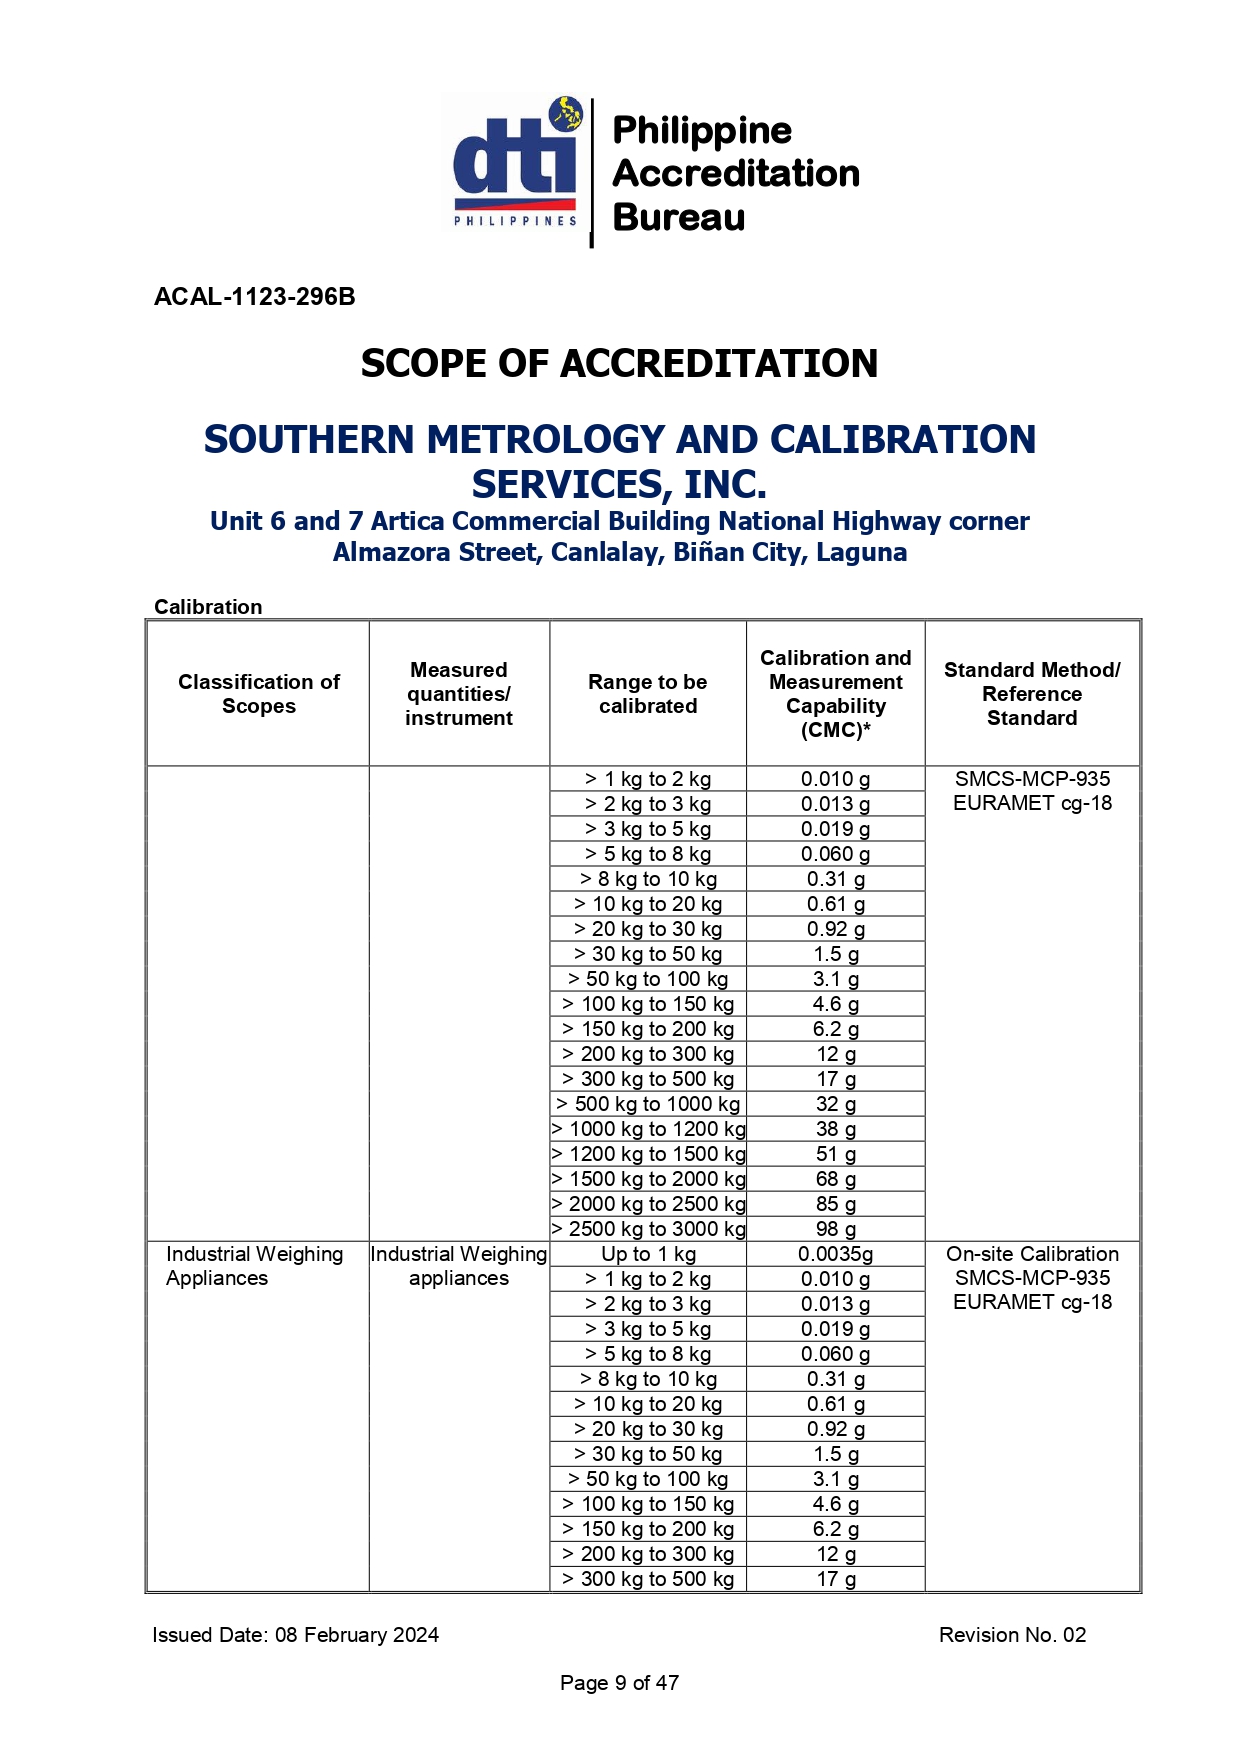 dti
PHILIPPINES
Philippine
Accreditation
Bureau
ACAL-1123-296B
SCOPE OF ACCREDITATION
SOUTHERN METROLOGY AND CALIBRATION
SERVICES, INC.
Unit 6 and 7 Artica Commercial Building National Highway corner
Almazora Street, Canlalay, Biñan City, Laguna
Calibration
Classification of
Scopes
Measured
quantities/
instrument
Range to be
calibrated
Calibration and
Measurement
Capability
(CMC)*
Standard Method/
Reference
Standard
> 1 kg to 2 kg 0.010 g SMCS-MCP-935
> 2 kg to 3 kg 0.013 g EURAMET cg-18
> 3 kg to 5 kg 0.019 g
> 5 kg to 8 kg 0.060 g
> 8 kg to 10 kg 0.31 g
> 10 kg to 20 kg 0.61 g
> 20 kg to 30 kg 0.92 g
> 30 kg to 50 kg 1.5 g
> 50 kg to 100 kg 3.1 g
> 100 kg to 150 kg 4.6 g
> 150 kg to 200 kg 6.2 g
> 200 kg to 300 kg 12 g
> 300 kg to 500 kg 17 g
> 500 kg to 1000 kg 32 g
> 1000 kg to 1200 kg 38 g
> 1200 kg to 1500 kg 51 g
> 1500 kg to 2000 kg 68 g
> 2000 kg to 2500 kg 85 g
> 2500 kg to 3000 kg 98 g
Industrial Weighing Industrial Weighing Up to 1 kg 0.0035g On-site Calibration
Appliances appliances > 1 kg to 2 kg 0.010 g SMCS-MCP-935
> 2 kg to 3 kg 0.013 g EURAMET cg-18
> 3 kg to 5 kg 0.019 g
> 5 kg to 8 kg 0.060 g
> 8 kg to 10 kg 0.31 g
> 10 kg to 20 kg 0.61 g
> 20 kg to 30 kg 0.92 g
> 30 kg to 50 kg 1.5 g
> 50 kg to 100 kg 3.1 g
> 100 kg to 150 kg 4.6 g
> 150 kg to 200 kg 6.2 g
> 200 kg to 300 kg 12 g
> 300 kg to 500 kg 17 g
Issued Date: 08 February 2024 Revision No. 02
Page 9 of 47